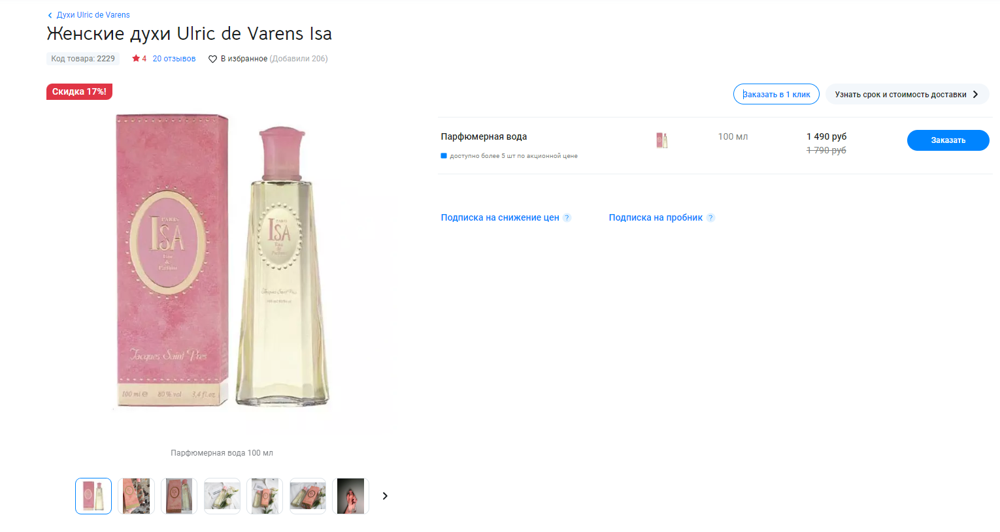 Духи Ulric de Varens
Женские духи Ulric de Varens Isa
Код товара: 2229
4
20 отзывов
В избранное (Добавили 206)
Скидка 17%!
Заказать в 1 клик
Узнать срок и стоимость доставки
Парфюмерная вода
100 мл
1 490 руб
1 790 руб
Заказать
доступно более 5 шт по акционной цене
Подписка на снижение цен ?
Подписка на пробник ?
PARIS
ISA
Eau
de
Parfum
Jacques Saint Pres
100 ml e 80% vol 3,4 fl.oz
ISA
Eau
de
Parfum
Jacques Saint Pres
Парфюмерная вода 100 мл